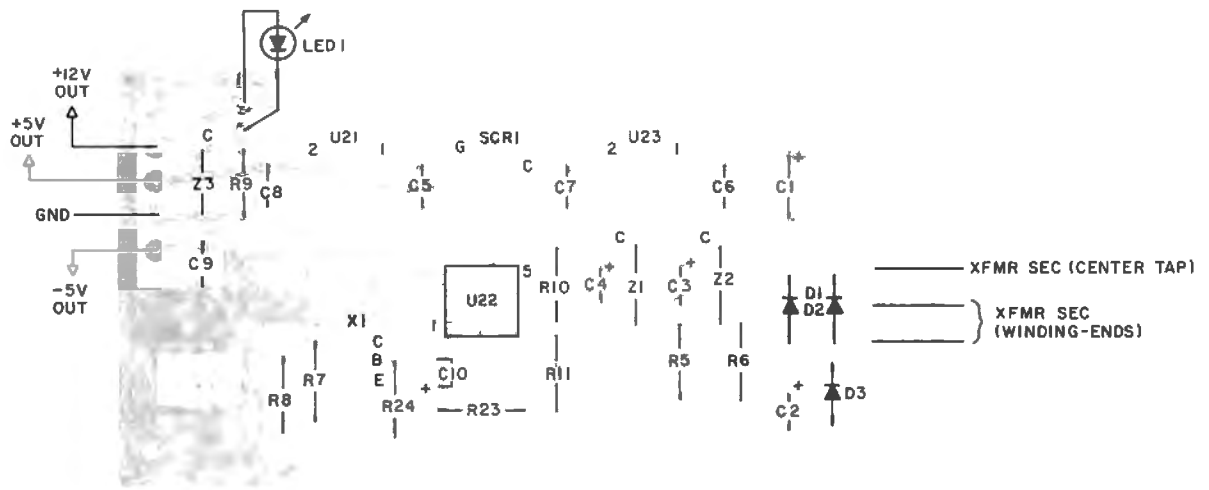 LED1
+12V
OUT
+5V
OUT
C
U21
2
1
G
SCR1
C
2
U23
1
+
Z3
R9
C8
C5
C7
C6
C1
GND
C9
-5V
OUT
C
C
5
U22
1
R10
+
C4
Z1
+
C3
Z2
D1
D2
XFMR SEC (CENTER TAP)
XFMR SEC
(WINDING-ENDS)
X1
C
B
E
R8
R7
R24
+
C10
R23
R11
R5
R6
+
C2
D3